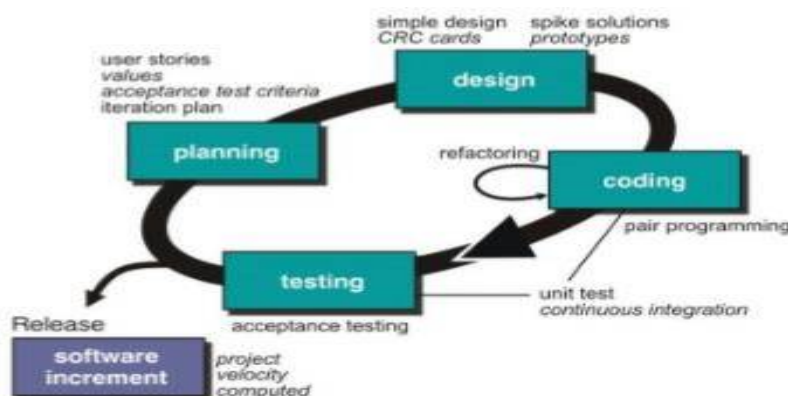 simple design
CRC cards
spike solutions
prototypes
user stories
values
acceptance test criteria
iteration plan
design
planning
refactoring
coding
pair programming
testing
unit test
continuous integration
acceptance testing
Release
software
increment
project
velocity
computed